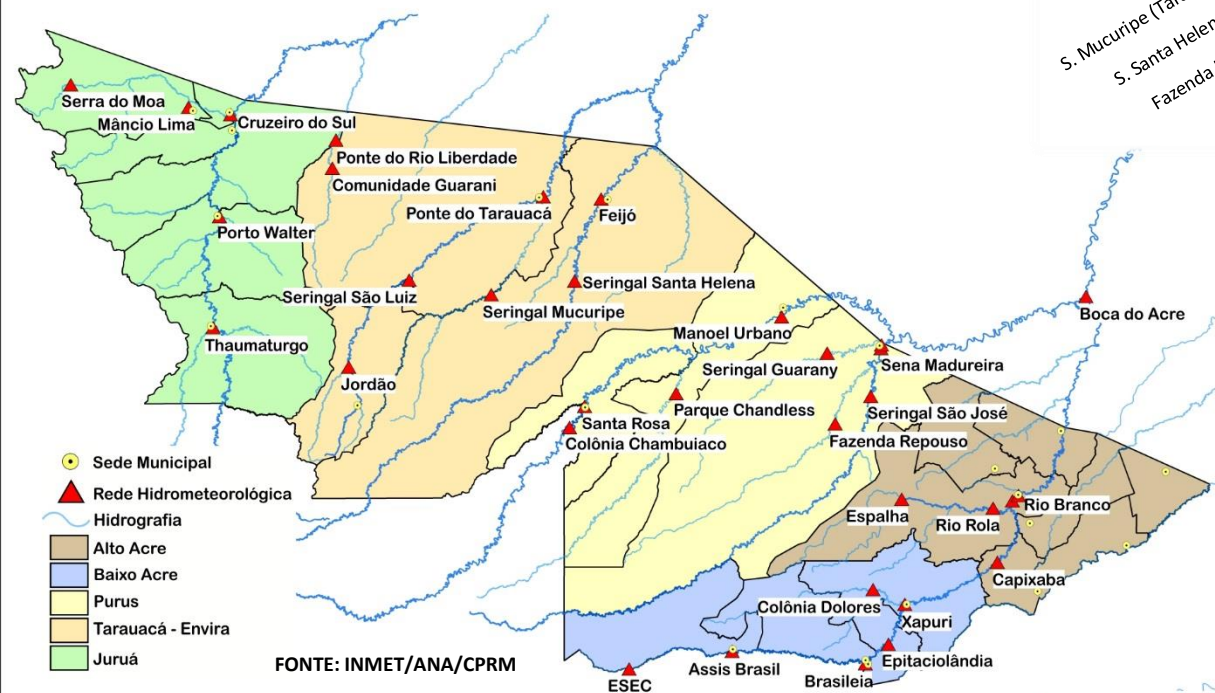 S. Mucuripe (Tara
S. Santa Helen
Fazenda
Serra do Moa
Mâncio Lima
Cruzeiro do Sul
Ponte do Rio Liberdade
Comunidade Guarani
Ponte do Tarauacá
Feijó
Porto Walter
Seringal São Luiz
Seringal Mucuripe
Seringal Santa Helena
Thaumaturgo
Manoel Urbano
Boca do Acre
Jordão
Seringal Guarany
Sena Madureira
Parque Chandless
Seringal São José
Santa Rosa
Colônia Chambuiaco
Fazenda Repouso
Espalha
Rio Rola
Rio Branco
Capixaba
Colônia Dolores
Xapuri
Epitaciolândia
Assis Brasil
Brasileia
ESEC
Sede Municipal
Rede Hidrometeorológica
Hidrografia
Alto Acre
Baixo Acre
Purus
Tarauacá - Envira
Juruá
FONTE: INMET/ANA/CPRM